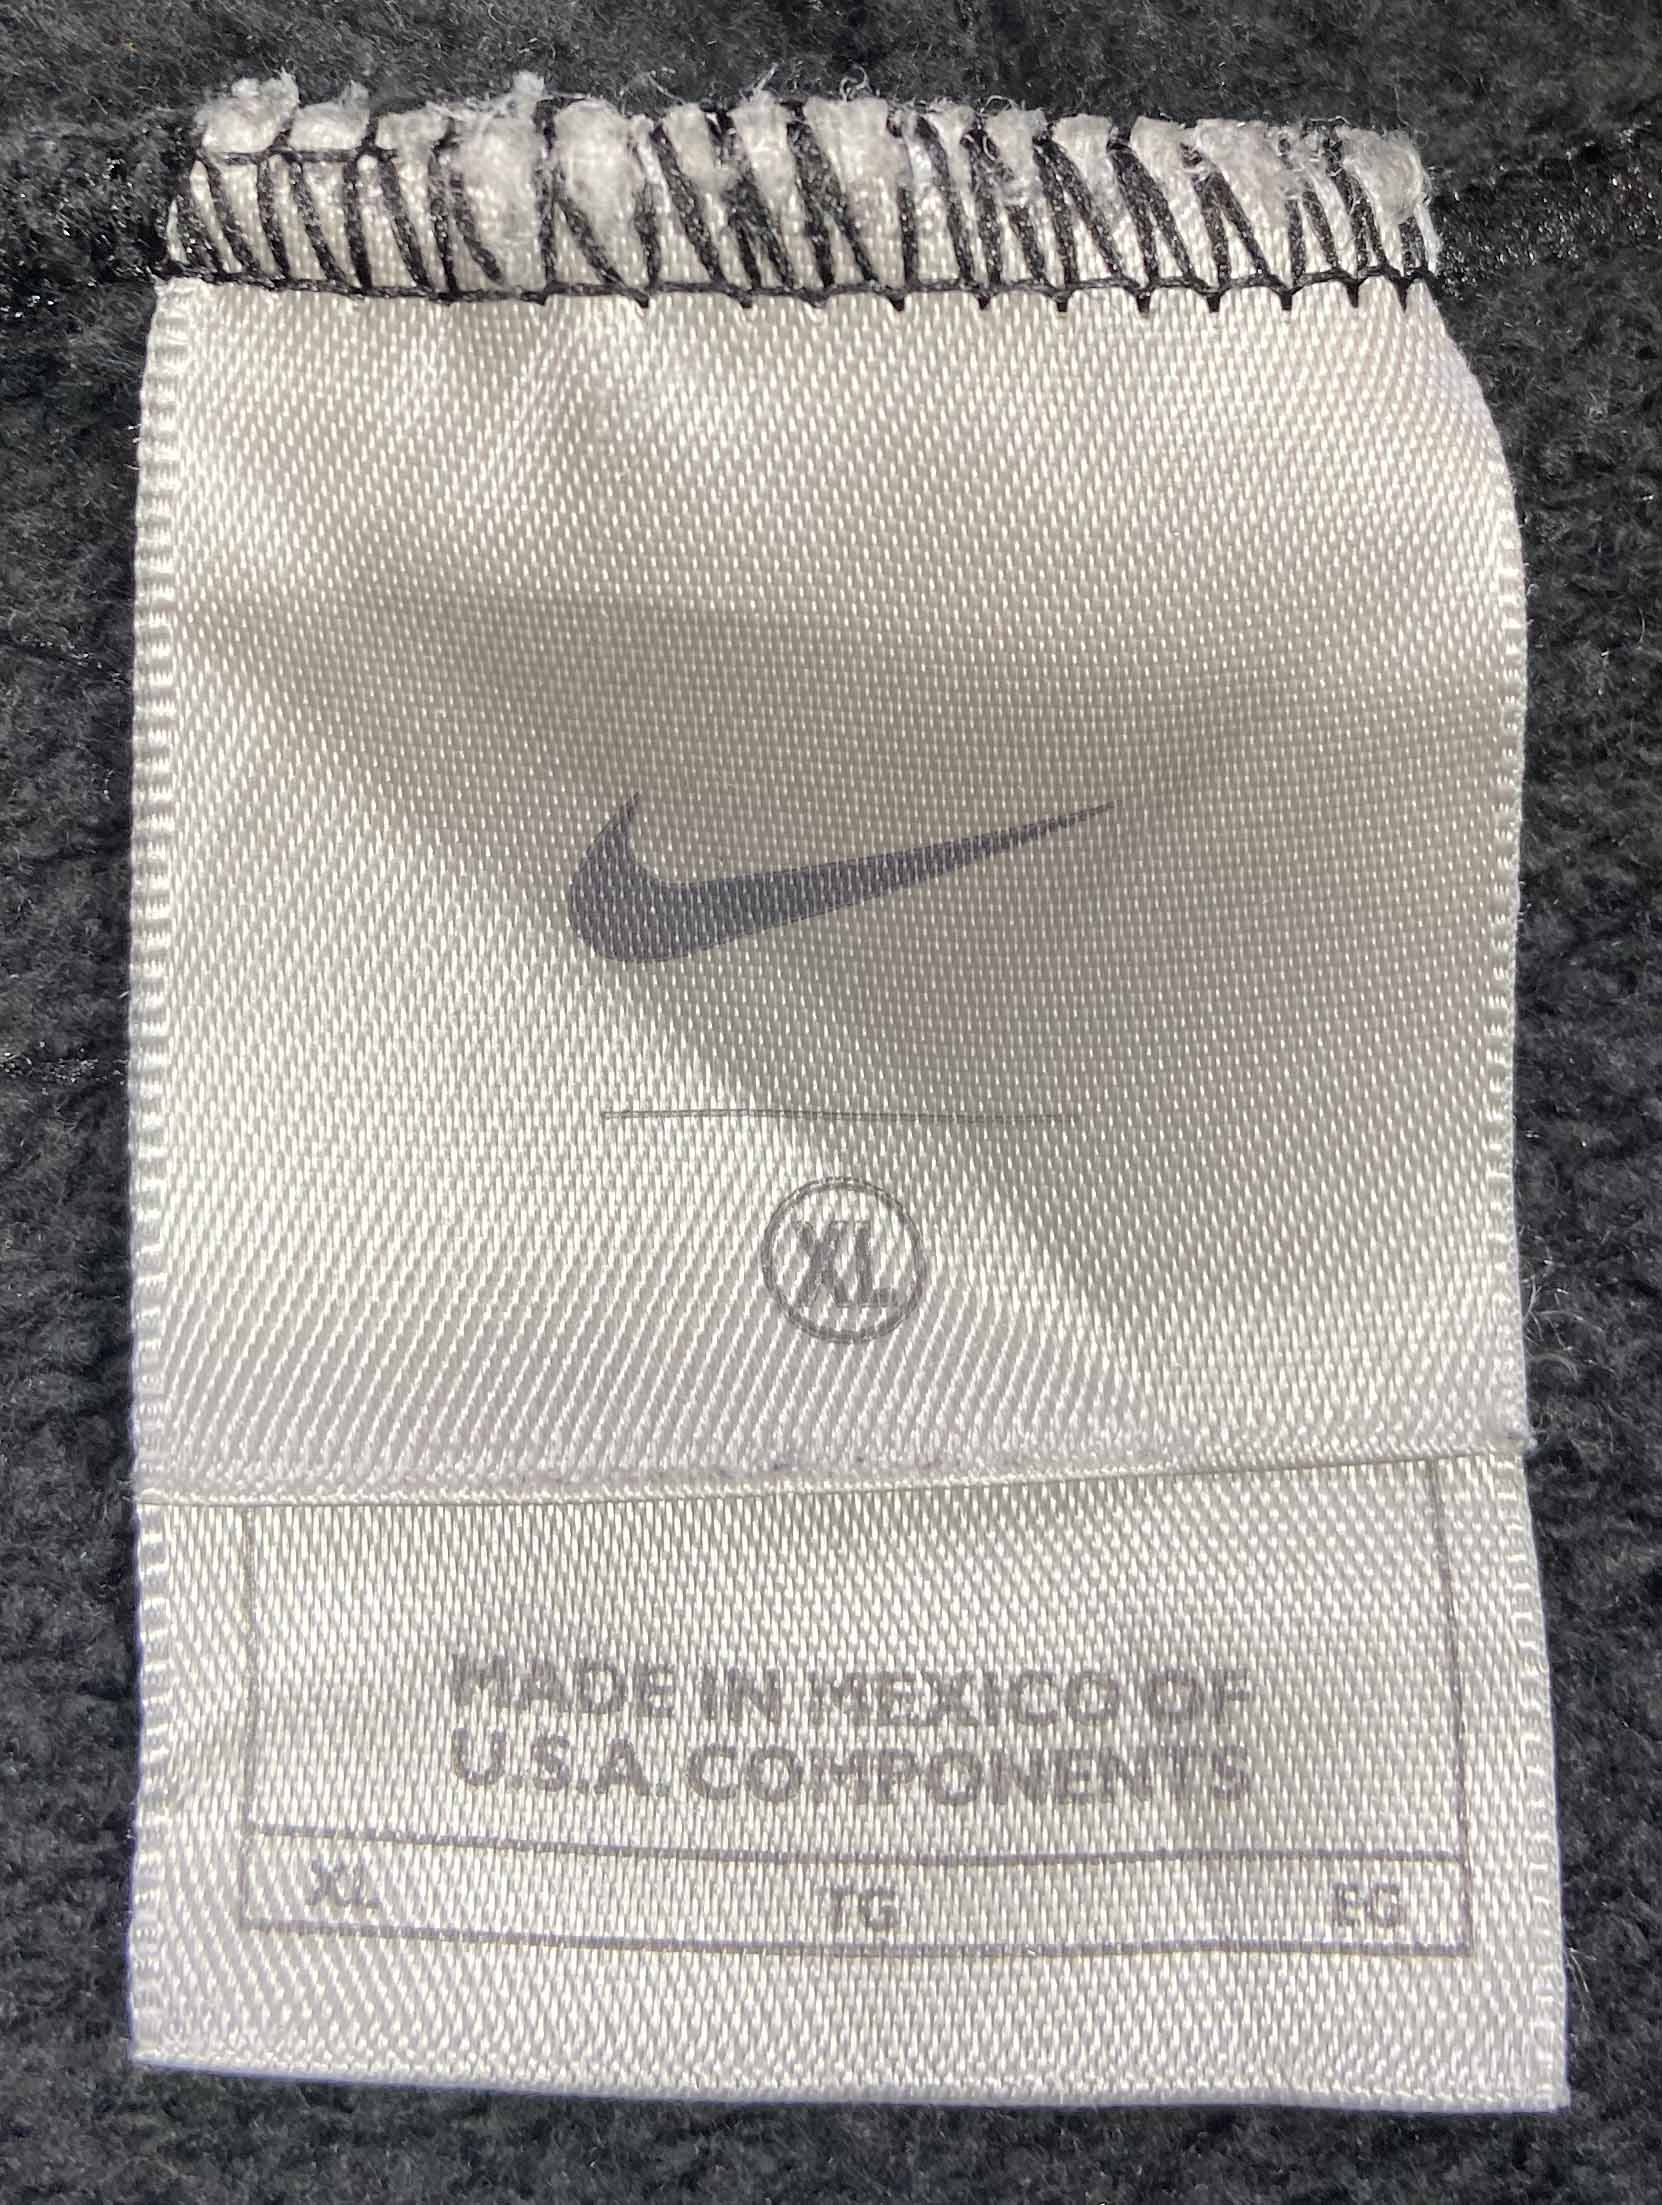 XL
MADE IN MEXICO OF
U.S.A. COMPONENTS
XL TG EG